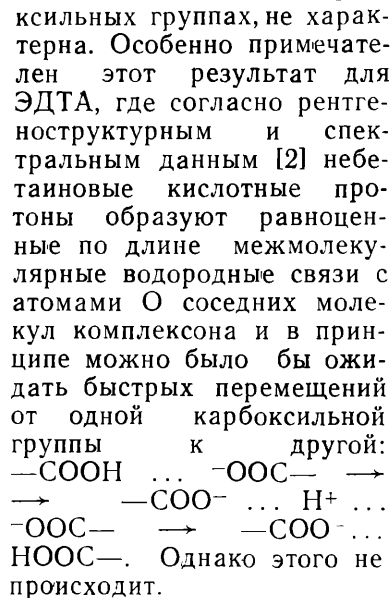 ксильных группах, не харак-
терна. Особенно примечате-
лен этот результат для
ЭДТА, где согласно рентге-
ноструктурным и спек-
тральным данным [2] небе-
таиновые кислотные про-
тоны образуют равноцен-
ные по длине межмолеку-
лярные водородные связи с
атомами О соседних моле-
кул комплексона и в прин-
ципе можно было бы ожи-
дать быстрых перемещений
от одной карбоксильной
группы к другой:
—COOH ... ⁻OOC— →
→ —COO⁻ ... H⁺ ...
⁻OOC— → —COO⁻ ...
HOOC—. Однако этого не
происходит.